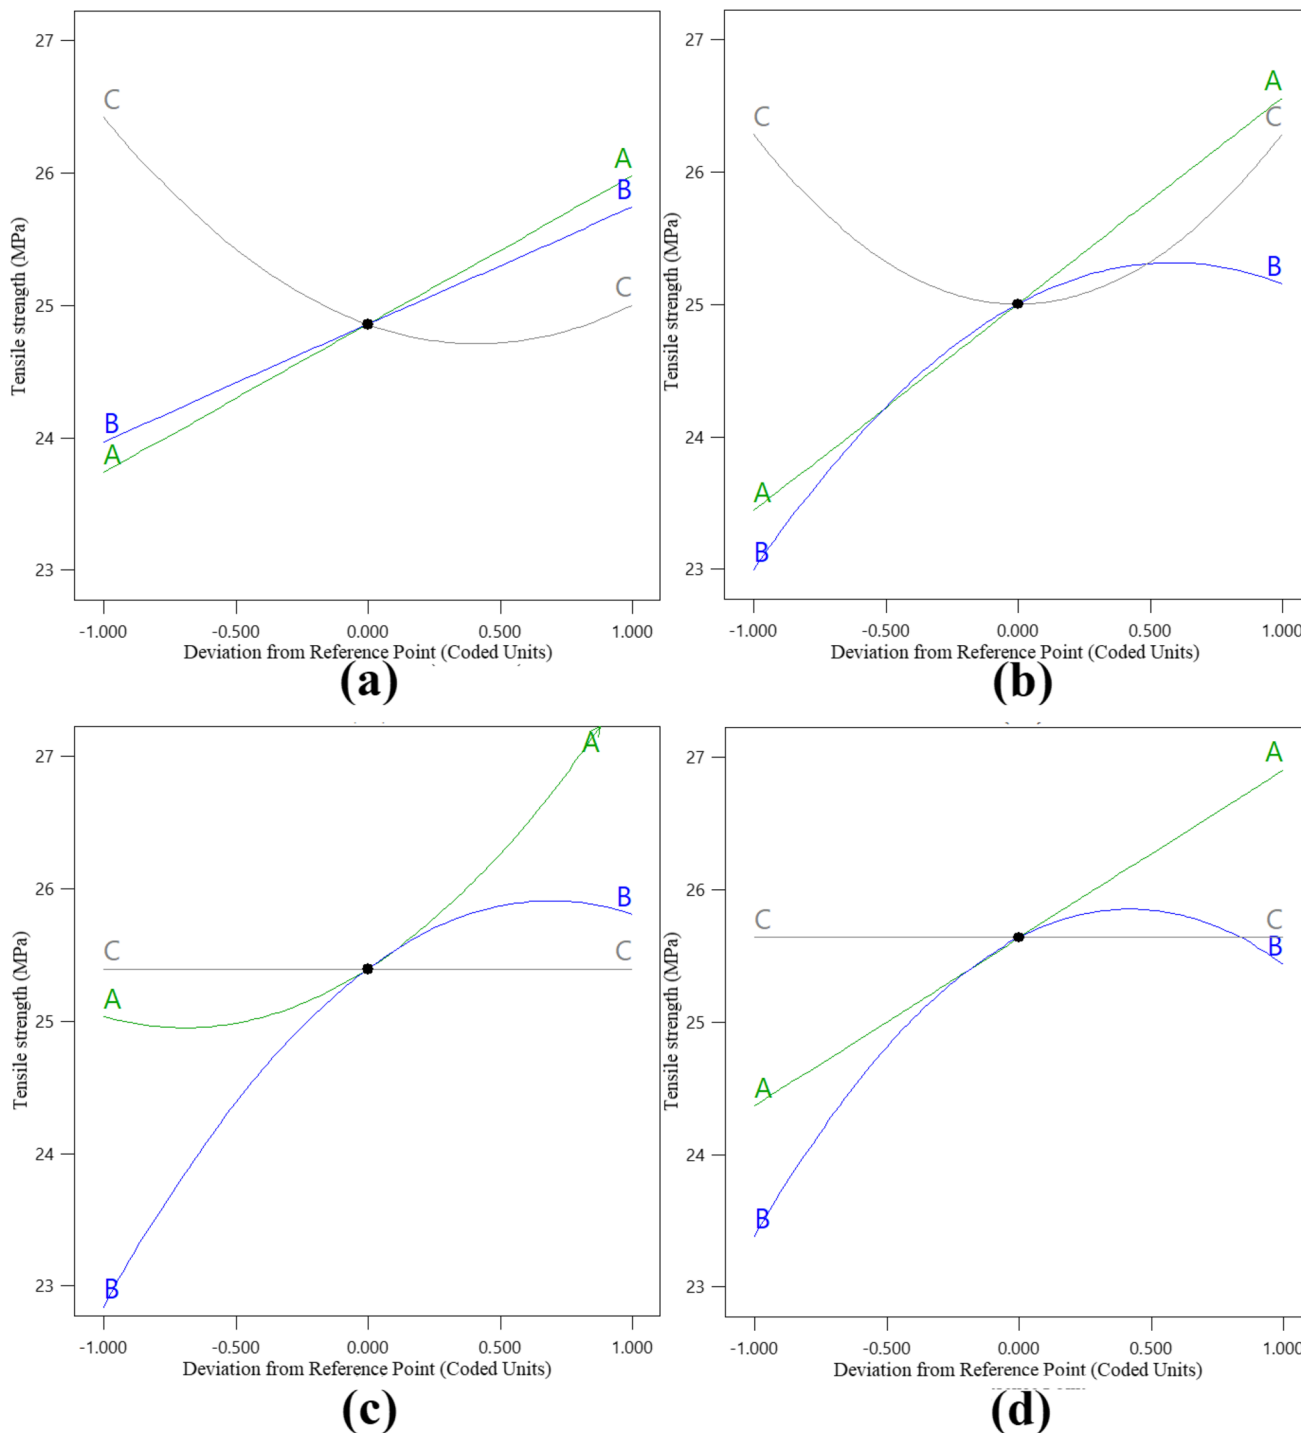 27
26
25
24
23
Tensile strength (MPa)
C
A
B
C
B
A
-1.000 -0.500 0.000 0.500 1.000
Deviation from Reference Point (Coded Units)
(a)
27
26
25
24
23
Tensile strength (MPa)
A
C
C
B
A
B
-1.000 -0.500 0.000 0.500 1.000
Deviation from Reference Point (Coded Units)
(b)
27
26
25
24
23
Tensile strength (MPa)
A
B
C
C
A
B
-1.000 -0.500 0.000 0.500 1.000
Deviation from Reference Point (Coded Units)
(c)
27
26
25
24
23
Tensile strength (MPa)
A
C
C
B
A
B
-1.000 -0.500 0.000 0.500 1.000
Deviation from Reference Point (Coded Units)
(d)